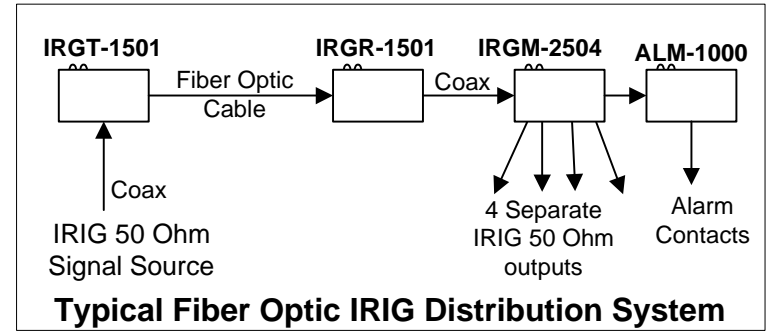 IRGT-1501
IRGR-1501
IRGM-2504
ALM-1000
Fiber Optic
Cable
Coax
Coax
IRIG 50 Ohm
Signal Source
4 Separate
IRIG 50 Ohm
outputs
Alarm
Contacts
Typical Fiber Optic IRIG Distribution System